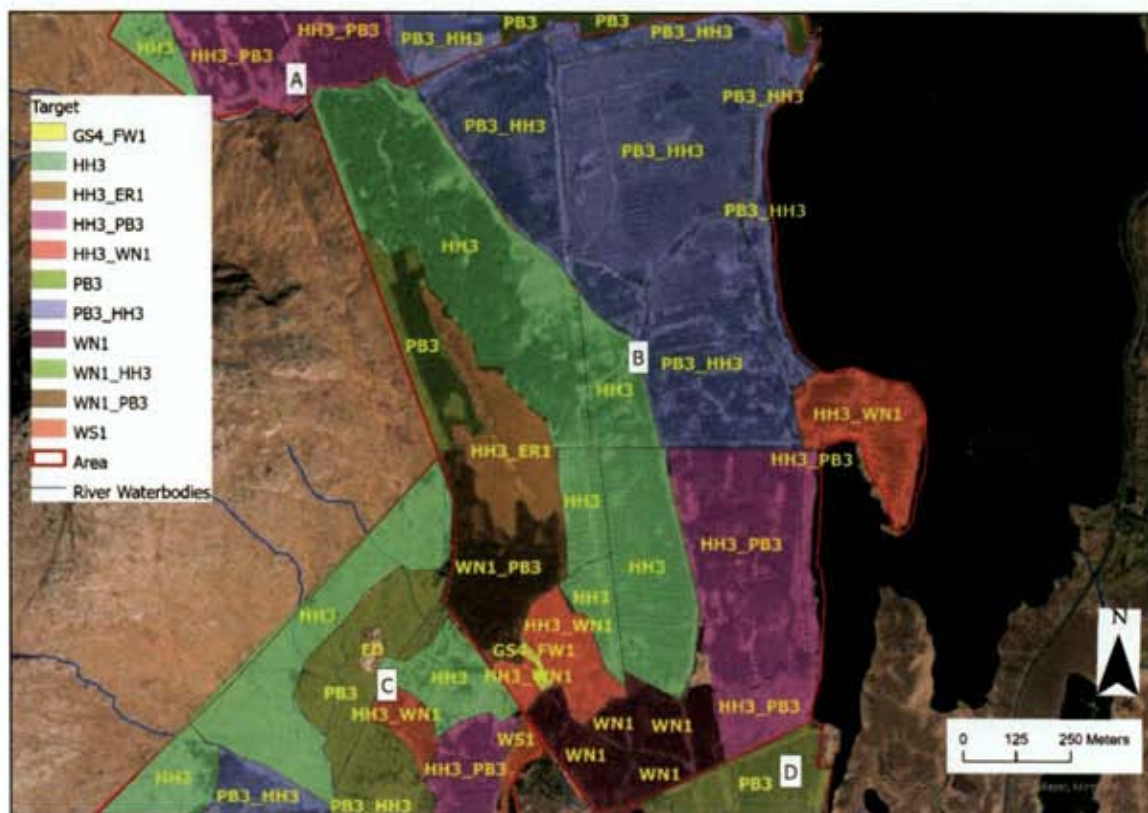 PB3
PB3
HH3
HH3_PB3
HH3_PB3
PB3_HH3
PB3_HH3
A
PB3_HH3
PB3_HH3
PB3_HH3
PB3_HH3
HH3
PB3
B
HH3
PB3_HH3
HH3_WN1
HH3_ER1
HH3_PB3
HH3
HH3_PB3
WN1_PB3
HH3
HH3
HH3
HH3_WN1
ED
GS4_FW1
HH3
HH3_WN1
PB3
C
HH3_WN1
HH3_PB3
WN1
WN1
WS1
WN1
WN1
HH3_PB3
HH3
PB3_HH3
PB3_HH3
PB3
D
Target
GS4_FW1
HH3
HH3_ER1
HH3_PB3
HH3_WN1
PB3
PB3_HH3
WN1
WN1_HH3
WN1_PB3
WS1
Area
River Waterbodies
N
0 125 250 Meters